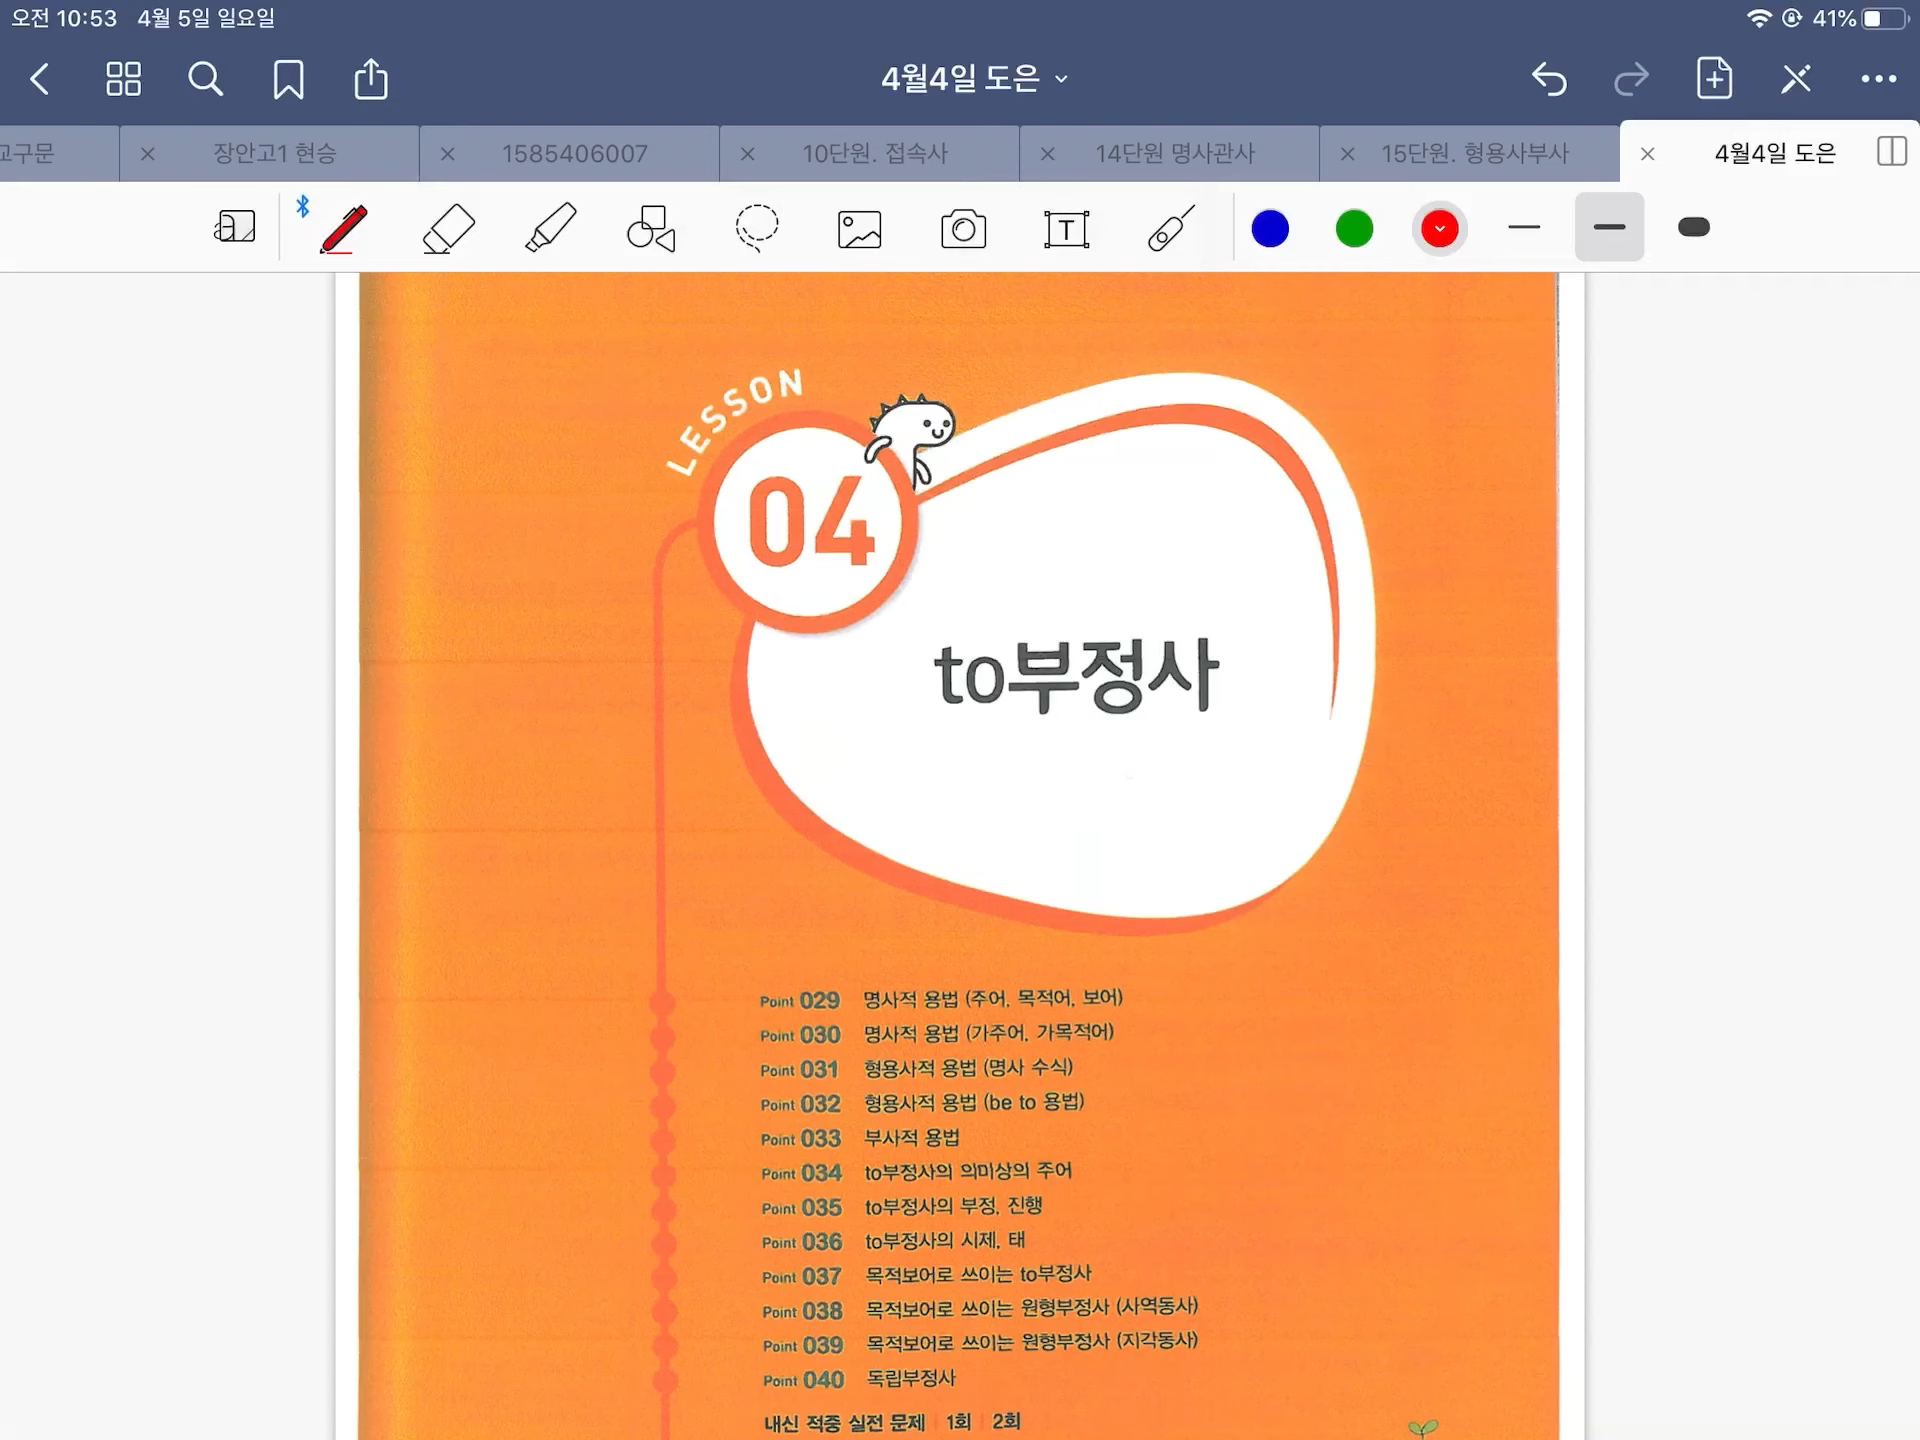 오전 10:53 4월 5일 일요일 41%
4월4일 도은
교구문 장안고1 현승 1585406007 10단원. 접속사 14단원 명사관사 15단원. 형용사부사 4월4일 도은
LESSON
04
to부정사
Point 029 명사적 용법 (주어, 목적어, 보어)
Point 030 명사적 용법 (가주어, 가목적어)
Point 031 형용사적 용법 (명사 수식)
Point 032 형용사적 용법 (be to 용법)
Point 033 부사적 용법
Point 034 to부정사의 의미상의 주어
Point 035 to부정사의 부정, 진행
Point 036 to부정사의 시제, 태
Point 037 목적보어로 쓰이는 to부정사
Point 038 목적보어로 쓰이는 원형부정사 (사역동사)
Point 039 목적보어로 쓰이는 원형부정사 (지각동사)
Point 040 독립부정사
내신 적중 실전 문제 | 1회 | 2회